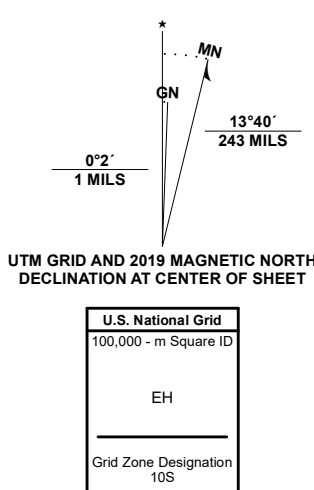 ★
MN
GN
13°40´
243 MILS
0°2´
1 MILS
UTM GRID AND 2019 MAGNETIC NORTH
DECLINATION AT CENTER OF SHEET
U.S. National Grid
100,000 - m Square ID
EH
Grid Zone Designation
10S